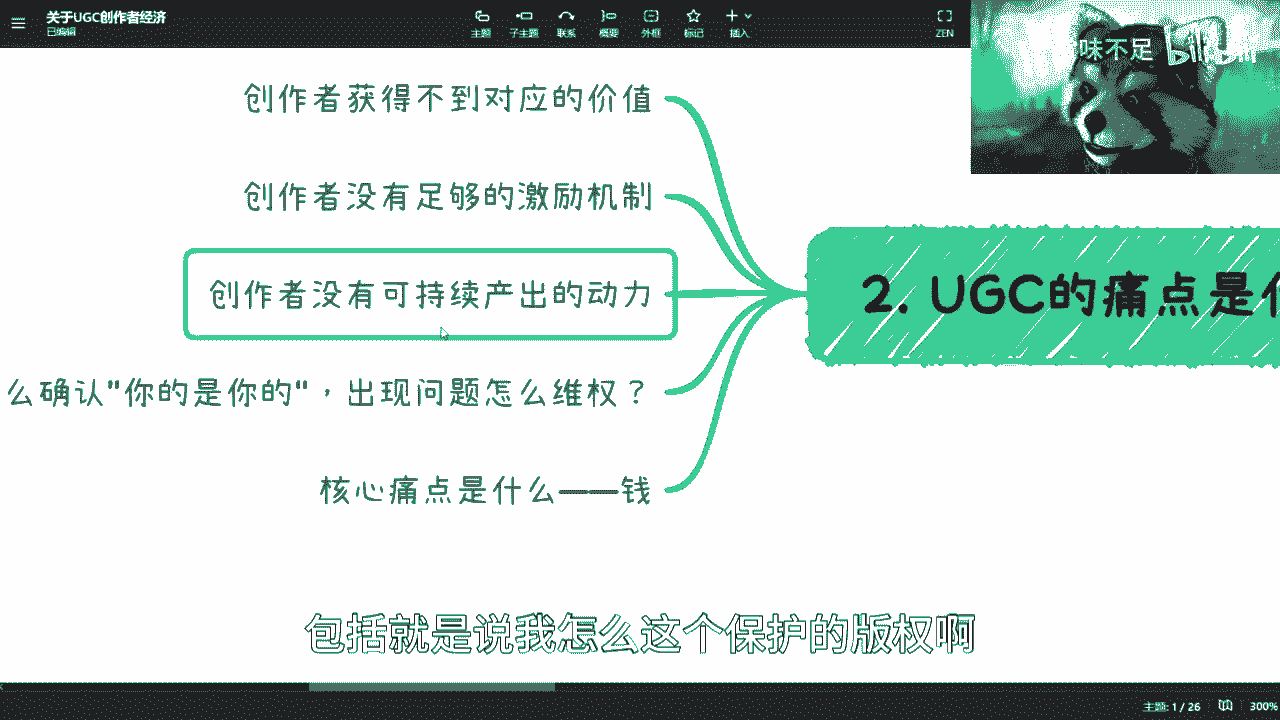 关于UGC创作者经济
已编辑
主题
子主题
联系
概要
外框
标记
插入
ZEN
味不足 bilibili
创作者获得不到对应的价值
创作者没有足够的激励机制
创作者没有可持续产出的动力
2. UGC的痛点是什
么确认"你的是你的"，出现问题怎么维权？
核心痛点是什么——钱
包括就是说我怎么这个保护的版权啊
主题: 1 / 26
300%